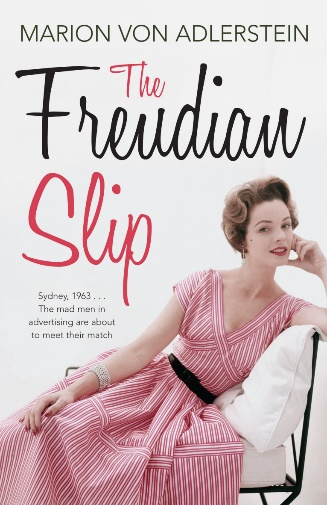 MARION VON ADLERSTEIN
The
Freudian
Slip
Sydney, 1963 . . .
The mad men in
advertising are about
to meet their match